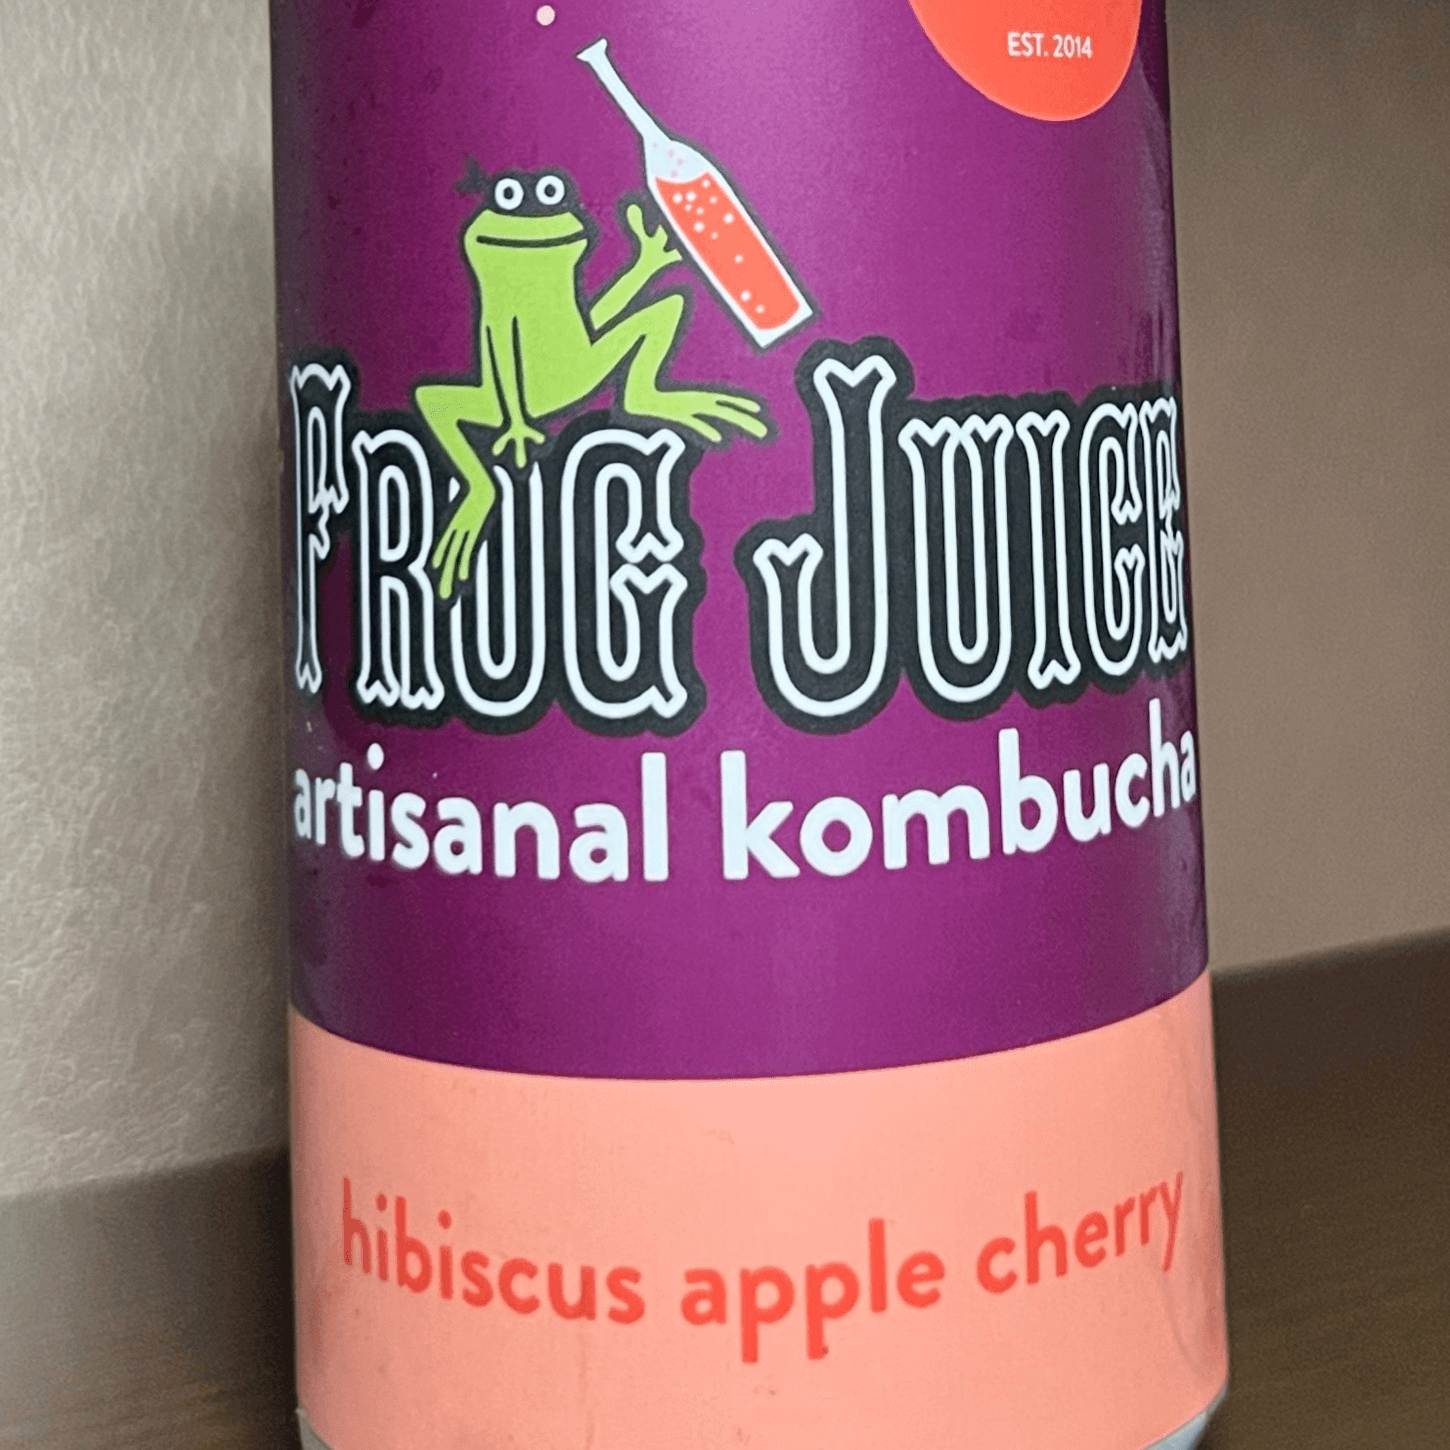 EST. 2014
FROG JUICE
artisanal kombucha
hibiscus apple cherry